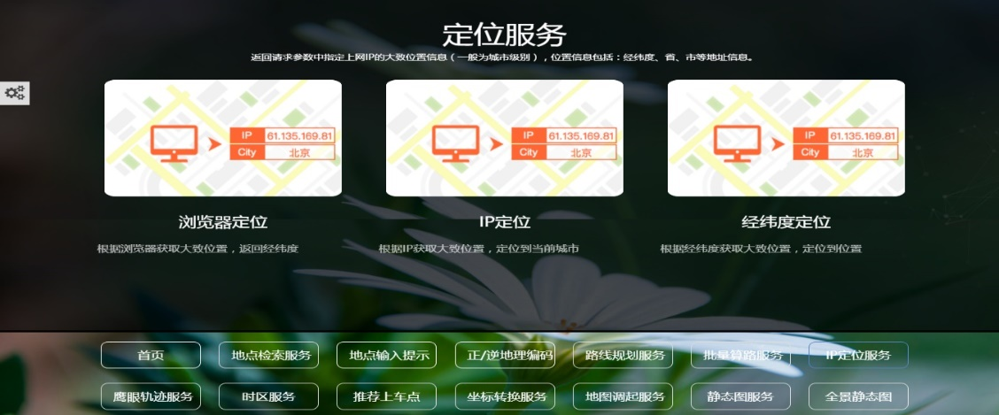 定位服务
返回请求参数中指定上网IP的大致位置信息（一般为城市级别），位置信息包括：经纬度、首、市等地址信息。
IP 61.135.169.81 IP 61.135.169.81 IP 61.135.169.81
City 北京 City 北京 City 北京
浏览器定位 IP定位 经纬度定位
根据浏览器获取大致位置，返回经纬度 根据IP获取大致位置，定位到当前城市 根据经纬度获取大致位置，定位到位置
首页 地点检索服务 地点输入提示 正/逆地理编码 路线规划服务 批量算路服务 IP定位服务
鹰眼轨迹服务 时区服务 推荐上车点 坐标转换服务 地图调起服务 静态图服务 全景静态图